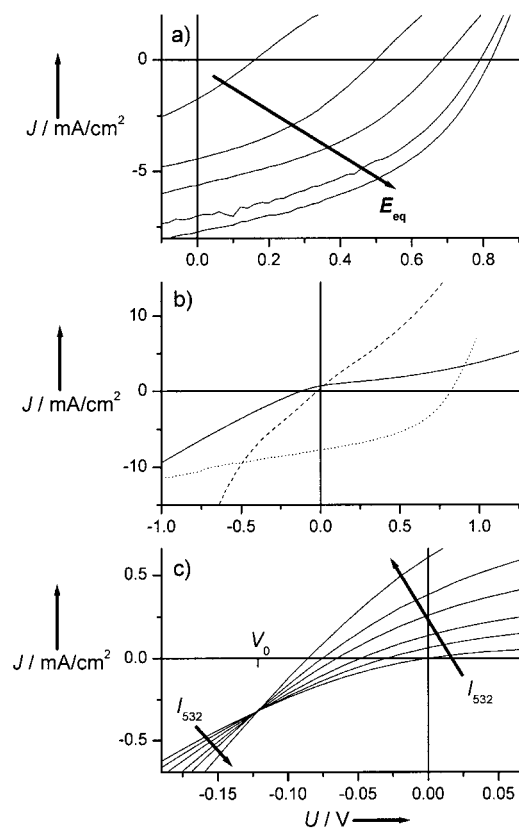 a)
0
J / mA/cm²
-5
E_eq
0.0 0.2 0.4 0.6 0.8
b)
10
J / mA/cm²
0
-10
-1.0 -0.5 0.0 0.5 1.0
c)
0.5
V₀
J / mA/cm²
0.0
I₅₃₂
I₅₃₂
-0.5
-0.15 -0.10 -0.05 0.00 0.05
U / V